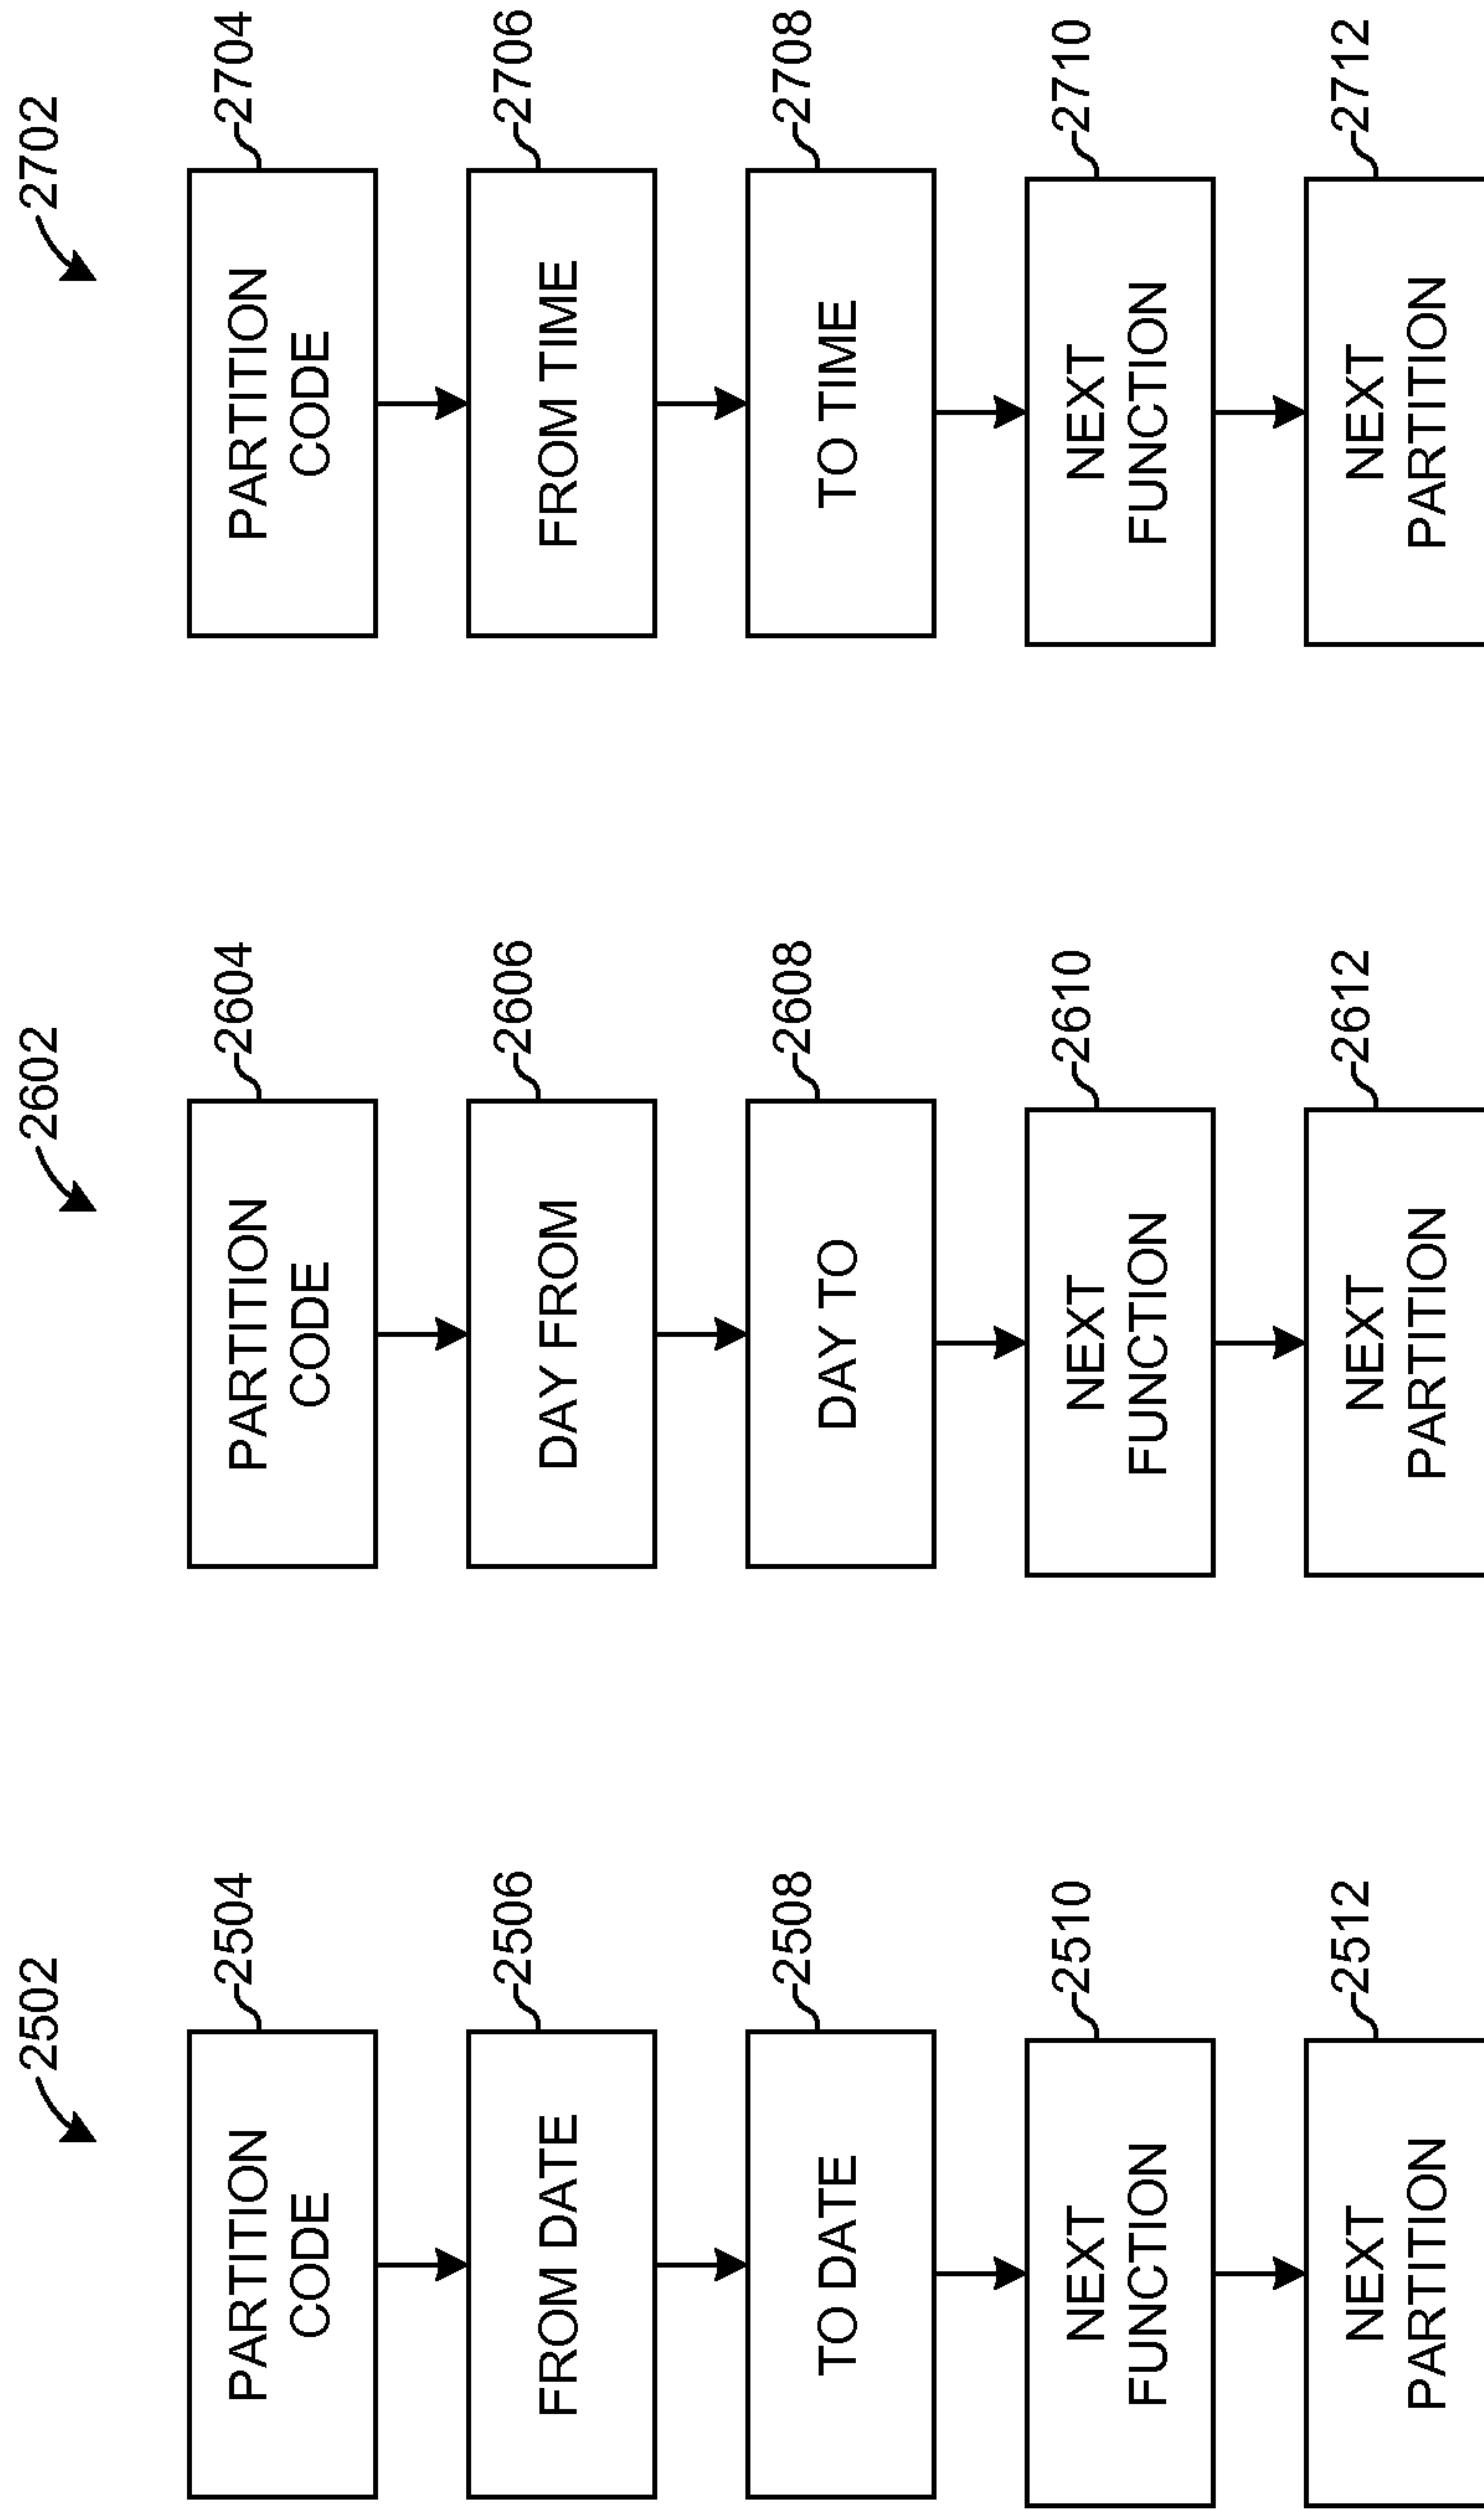 2502
PARTITION
CODE
2504
FROM DATE
2506
TO DATE
2508
NEXT
FUNCTION
2510
NEXT
PARTITION
2512
2602
PARTITION
CODE
2604
DAY FROM
2606
DAY TO
2608
NEXT
FUNCTION
2610
NEXT
PARTITION
2612
2702
PARTITION
CODE
2704
FROM TIME
2706
TO TIME
2708
NEXT
FUNCTION
2710
NEXT
PARTITION
2712